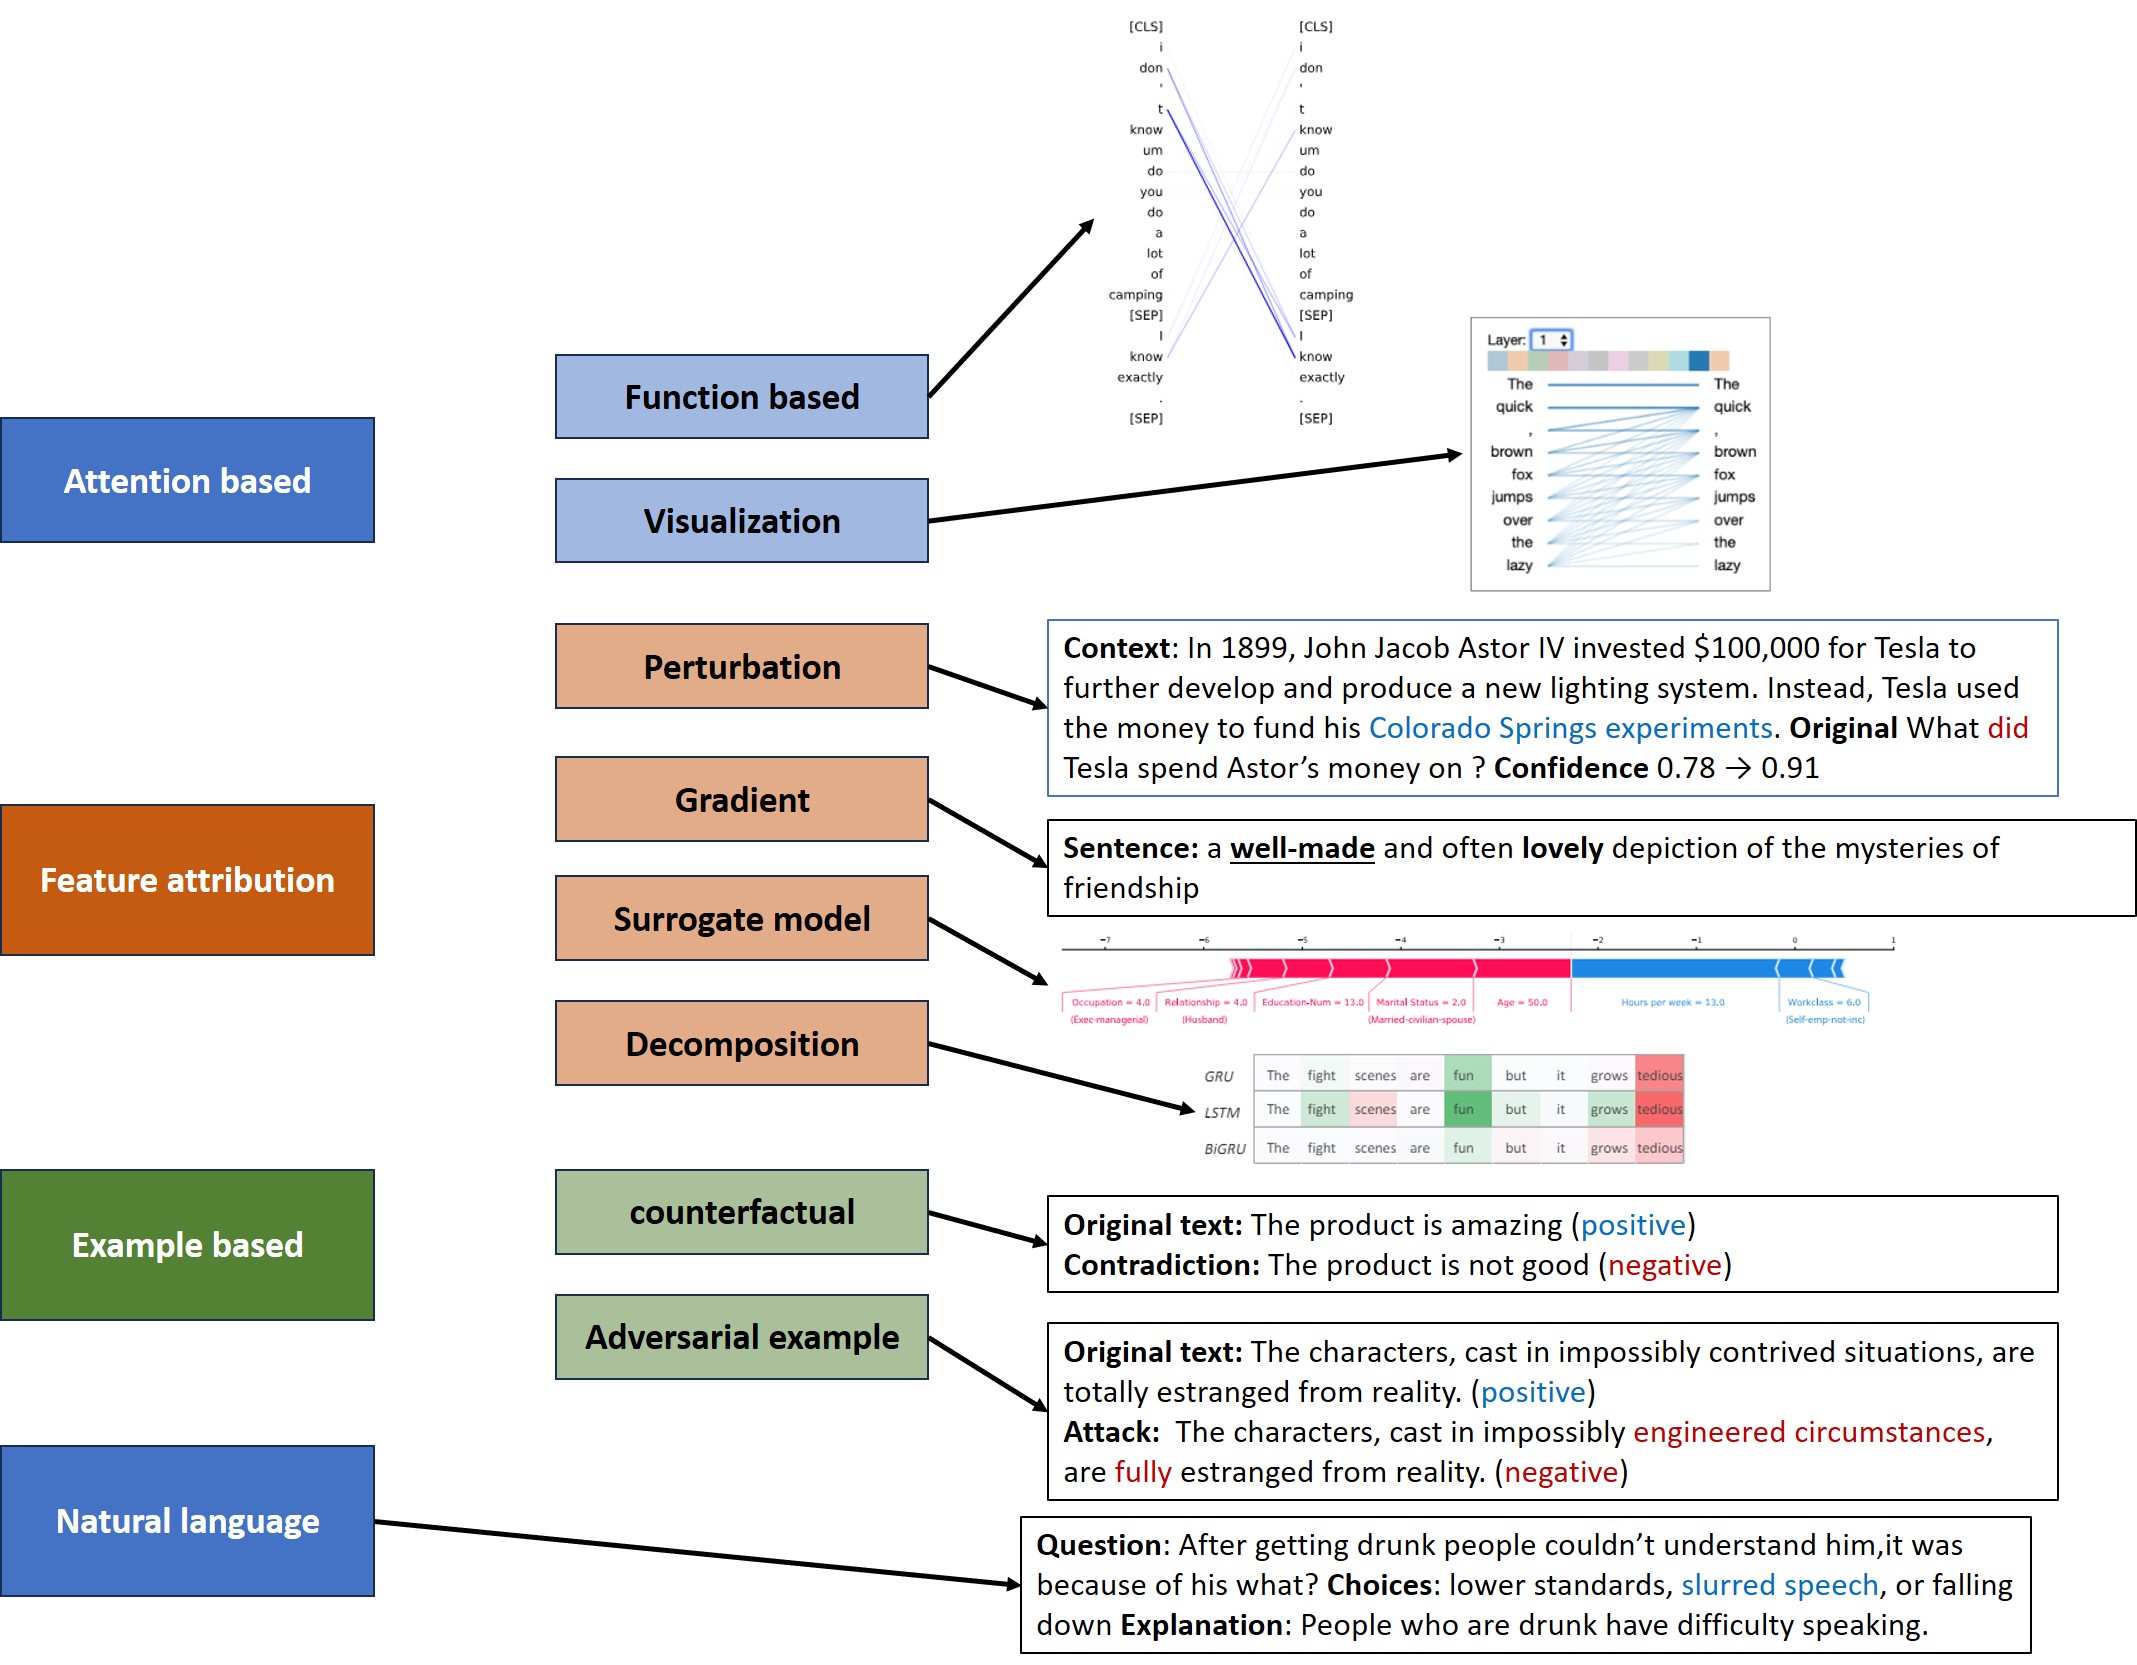 Attention based
Function based
[CLS] [CLS]
i i
don don
' '
t t
know know
um um
do do
you you
do do
a a
lot lot
of of
camping camping
[SEP] [SEP]
I I
know know
exactly exactly
. .
[SEP] [SEP]
Visualization
Layer: 1
The The
quick quick
, ,
brown brown
fox fox
jumps jumps
over over
the the
lazy lazy
Feature attribution
Perturbation
Context: In 1899, John Jacob Astor IV invested $100,000 for Tesla to
further develop and produce a new lighting system. Instead, Tesla used
the money to fund his Colorado Springs experiments. Original What did
Tesla spend Astor’s money on ? Confidence 0.78 → 0.91
Gradient
Sentence: a well-made and often lovely depiction of the mysteries of
friendship
Surrogate model
−7 −6 −5 −4 −3 −2 −1 0 1
Occupation = 4.0 Relationship = 4.0 Education-Num = 13.0 Marital Status = 2.0 Age = 50.0 Hours per week = 13.0 Workclass = 6.0
(Exec-managerial) (Husband) (Married-civilian-spouse) (Self-emp-not-inc)
Decomposition
GRU The fight scenes are fun but it grows tedious
LSTM The fight scenes are fun but it grows tedious
BiGRU The fight scenes are fun but it grows tedious
Example based
counterfactual
Original text: The product is amazing (positive)
Contradiction: The product is not good (negative)
Adversarial example
Original text: The characters, cast in impossibly contrived situations, are
totally estranged from reality. (positive)
Attack: The characters, cast in impossibly engineered circumstances,
are fully estranged from reality. (negative)
Natural language
Question: After getting drunk people couldn’t understand him,it was
because of his what? Choices: lower standards, slurred speech, or falling
down Explanation: People who are drunk have difficulty speaking.